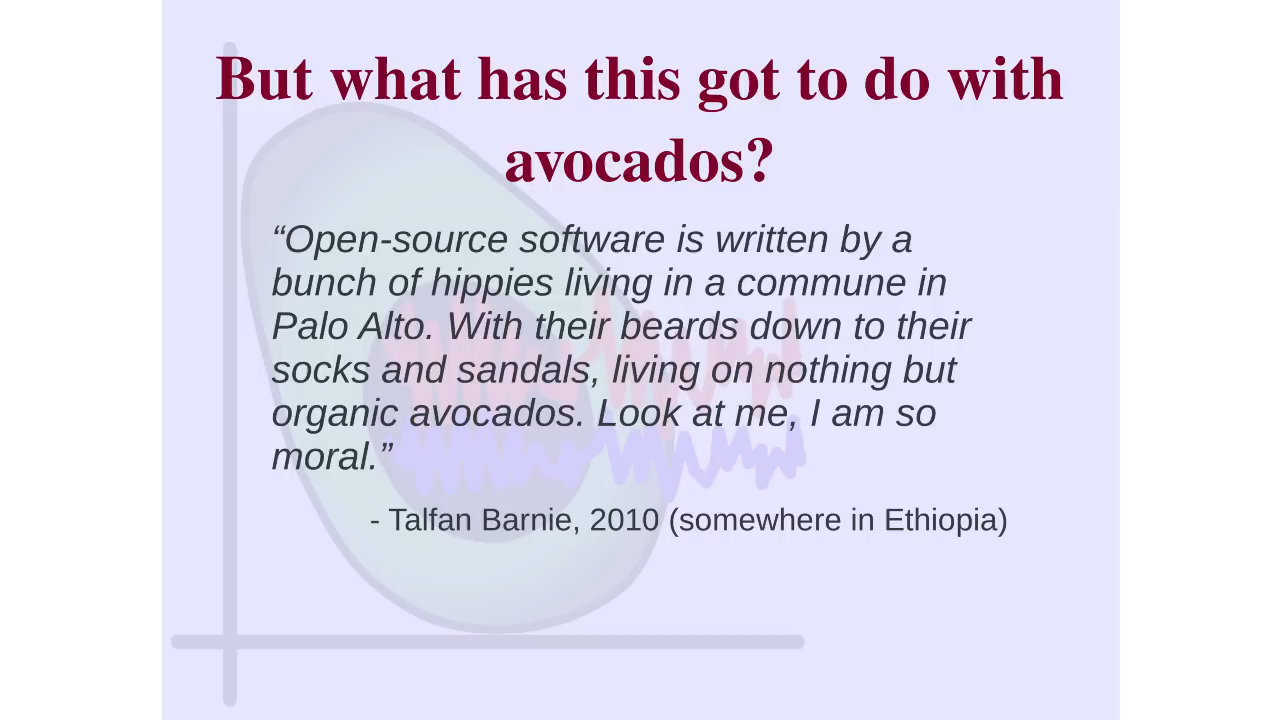 But what has this got to do with
avocados?
“Open-source software is written by a
bunch of hippies living in a commune in
Palo Alto. With their beards down to their
socks and sandals, living on nothing but
organic avocados. Look at me, I am so
moral.”
- Talfan Barnie, 2010 (somewhere in Ethiopia)